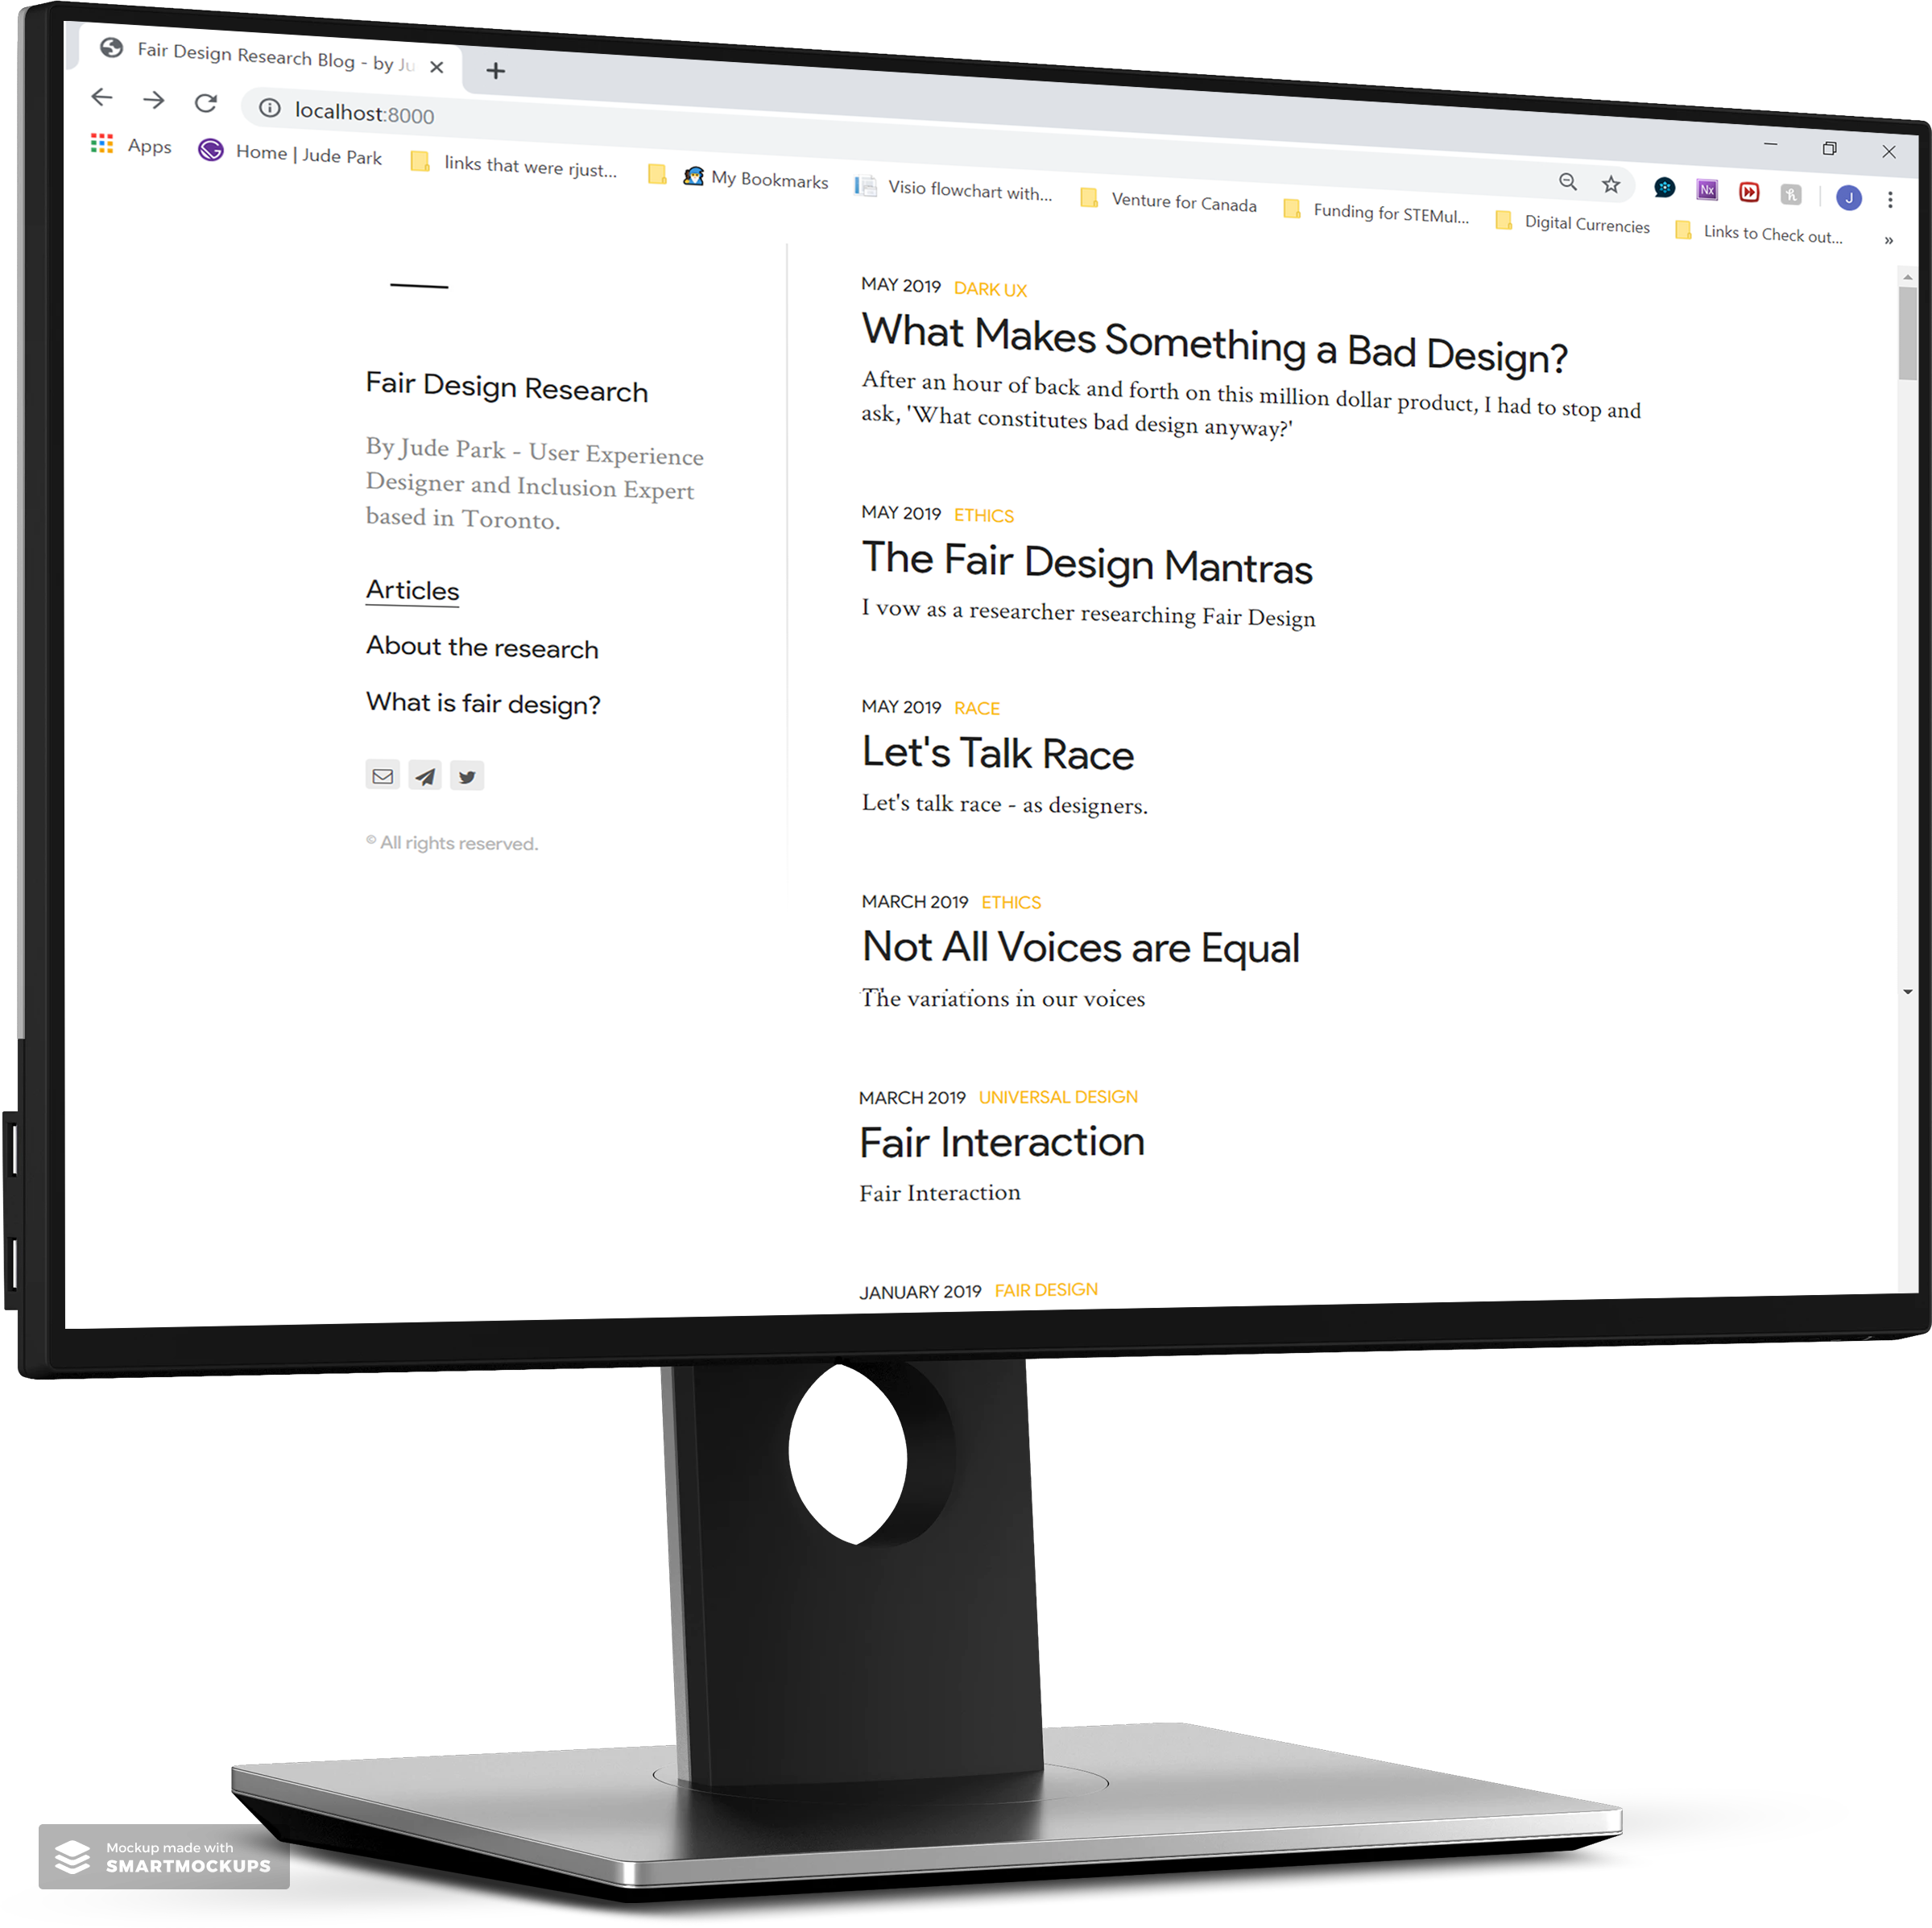 Fair Design Research Blog - by Ju
localhost:8000
Apps
Home | Jude Park
links that were rjust...
My Bookmarks
Visio flowchart with...
Venture for Canada
Funding for STEMul...
Digital Currencies
Links to Check out...
Nx
J
Fair Design Research
By Jude Park - User Experience
Designer and Inclusion Expert
based in Toronto.
Articles
About the research
What is fair design?
© All rights reserved.
MAY 2019 DARK UX
What Makes Something a Bad Design?
After an hour of back and forth on this million dollar product, I had to stop and
ask, 'What constitutes bad design anyway?'
MAY 2019 ETHICS
The Fair Design Mantras
I vow as a researcher researching Fair Design
MAY 2019 RACE
Let's Talk Race
Let's talk race - as designers.
MARCH 2019 ETHICS
Not All Voices are Equal
The variations in our voices
MARCH 2019 UNIVERSAL DESIGN
Fair Interaction
Fair Interaction
JANUARY 2019 FAIR DESIGN
Mockup made with
SMARTMOCKUPS